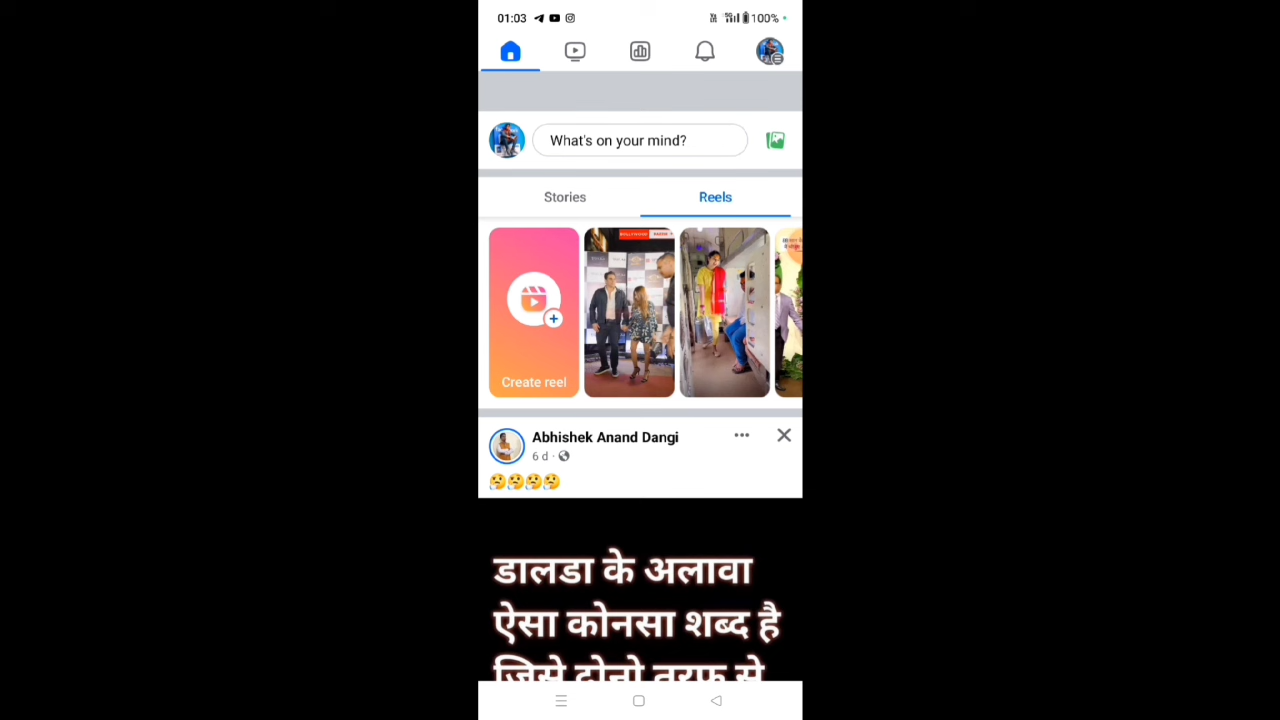 01:03 100%
What's on your mind?
Stories Reels
Create reel
Abhishek Anand Dangi
6 d ·
डालडा के अलावा
ऐसा कोनसा शब्द है
जिसे दोनो तरफ से